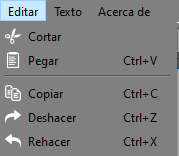 Editar Texto Acerca de
Cortar
Pegar Ctrl+V
Copiar Ctrl+C
Deshacer Ctrl+Z
Rehacer Ctrl+X